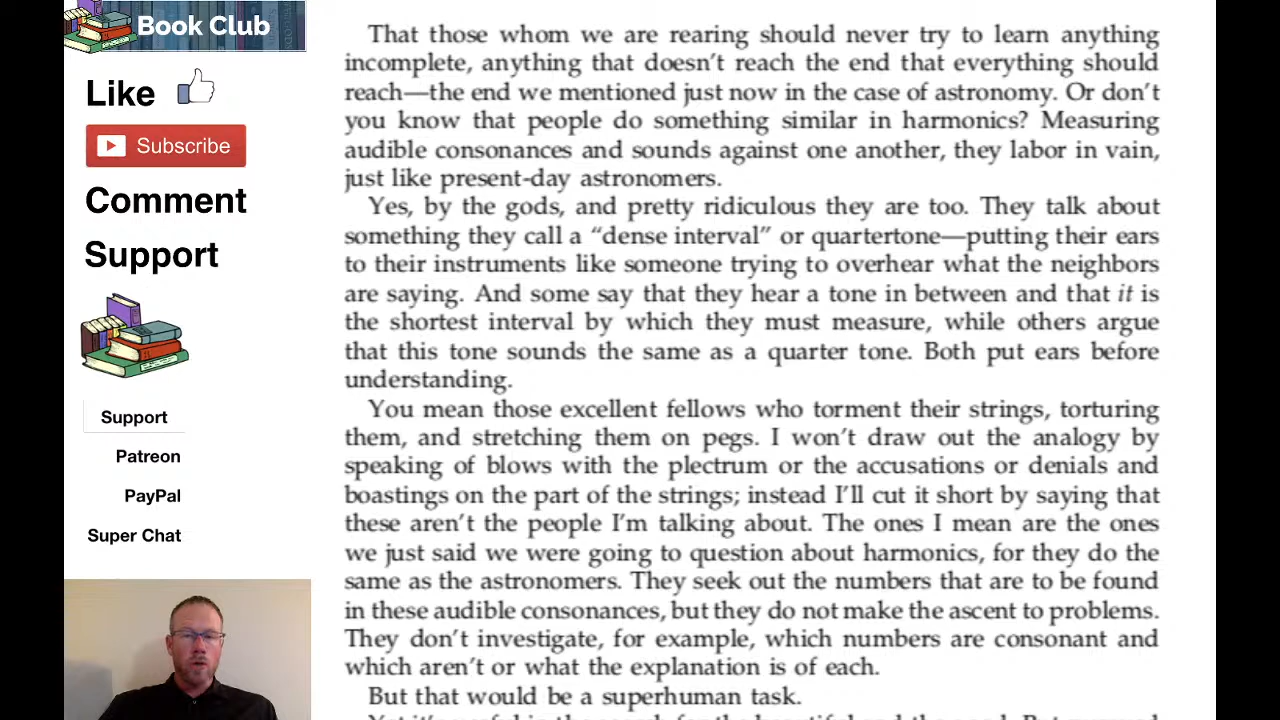 Book Club
Like
Subscribe
Comment
Support
Support
Patreon
PayPal
Super Chat
That those whom we are rearing should never try to learn anything
incomplete, anything that doesn't reach the end that everything should
reach—the end we mentioned just now in the case of astronomy. Or don't
you know that people do something similar in harmonics? Measuring
audible consonances and sounds against one another, they labor in vain,
just like present-day astronomers.
Yes, by the gods, and pretty ridiculous they are too. They talk about
something they call a “dense interval” or quartertone—putting their ears
to their instruments like someone trying to overhear what the neighbors
are saying. And some say that they hear a tone in between and that it is
the shortest interval by which they must measure, while others argue
that this tone sounds the same as a quarter tone. Both put ears before
understanding.
You mean those excellent fellows who torment their strings, torturing
them, and stretching them on pegs. I won't draw out the analogy by
speaking of blows with the plectrum or the accusations or denials and
boastings on the part of the strings; instead I'll cut it short by saying that
these aren't the people I'm talking about. The ones I mean are the ones
we just said we were going to question about harmonics, for they do the
same as the astronomers. They seek out the numbers that are to be found
in these audible consonances, but they do not make the ascent to problems.
They don't investigate, for example, which numbers are consonant and
which aren't or what the explanation is of each.
But that would be a superhuman task.